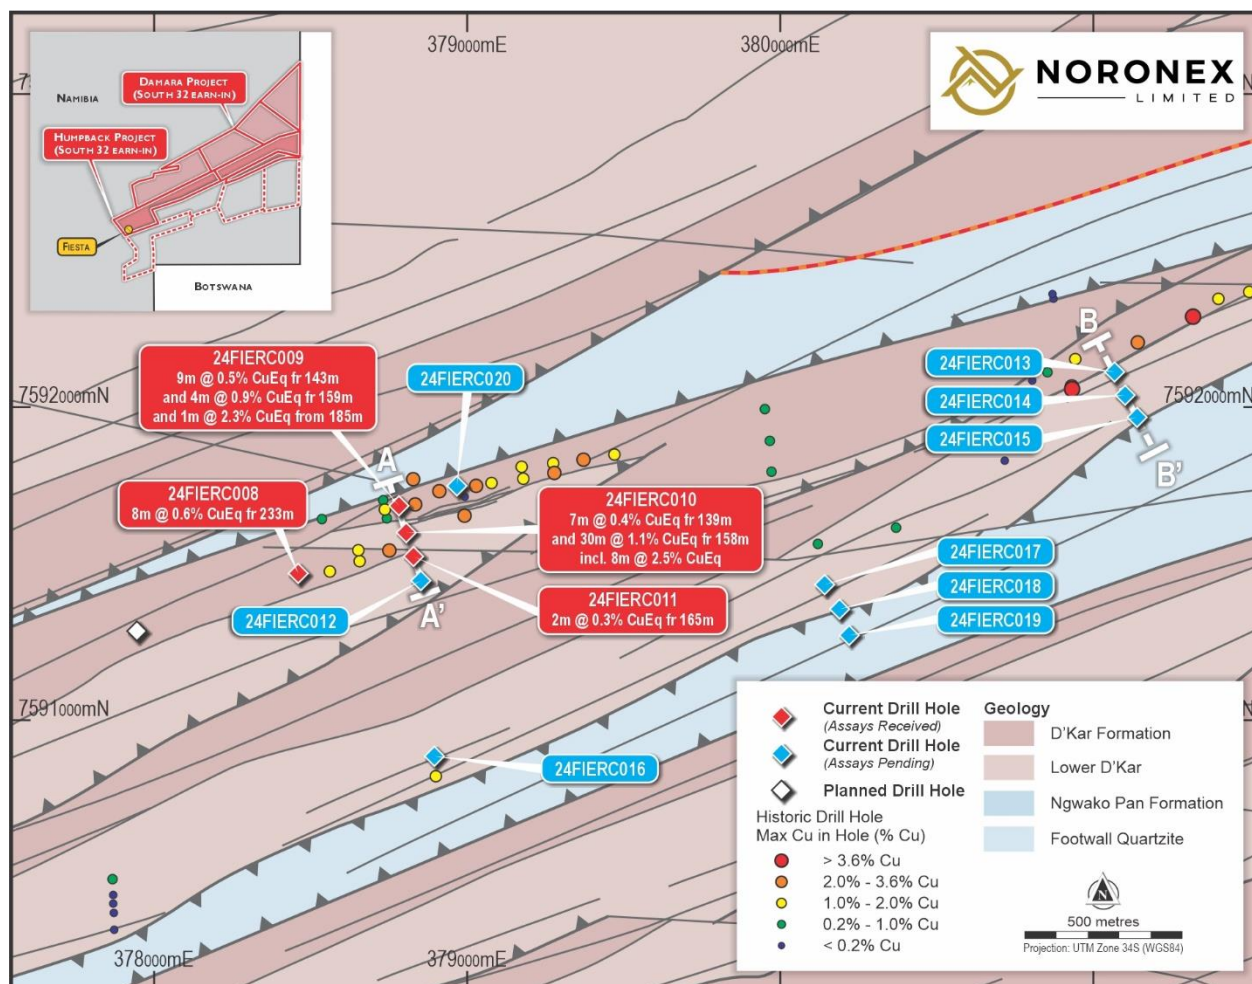 379000mE
380000mE
NORONEX
LIMITED
NAMIBIA
DAMARA PROJECT
(SOUTH 32 EARN-IN)
HUMPBACK PROJECT
(SOUTH 32 EARN-IN)
FIESTA
BOTSWANA
7592000mN
7592000mN
24FIERC009
9m @ 0.5% CuEq fr 143m
and 4m @ 0.9% CuEq fr 159m
and 1m @ 2.3% CuEq from 185m
24FIERC020
B
24FIERC013
24FIERC014
24FIERC015
B'
A
24FIERC008
8m @ 0.6% CuEq fr 233m
24FIERC010
7m @ 0.4% CuEq fr 139m
and 30m @ 1.1% CuEq fr 158m
incl. 8m @ 2.5% CuEq
24FIERC011
2m @ 0.3% CuEq fr 165m
24FIERC012
A'
24FIERC017
24FIERC018
24FIERC019
7591000mN
24FIERC016
378000mE
379000mE
Current Drill Hole
(Assays Received)
Current Drill Hole
(Assays Pending)
Planned Drill Hole
Historic Drill Hole
Max Cu in Hole (% Cu)
> 3.6% Cu
2.0% - 3.6% Cu
1.0% - 2.0% Cu
0.2% - 1.0% Cu
< 0.2% Cu
Geology
D'Kar Formation
Lower D'Kar
Ngwako Pan Formation
Footwall Quartzite
N
500 metres
Projection: UTM Zone 34S (WGS84)